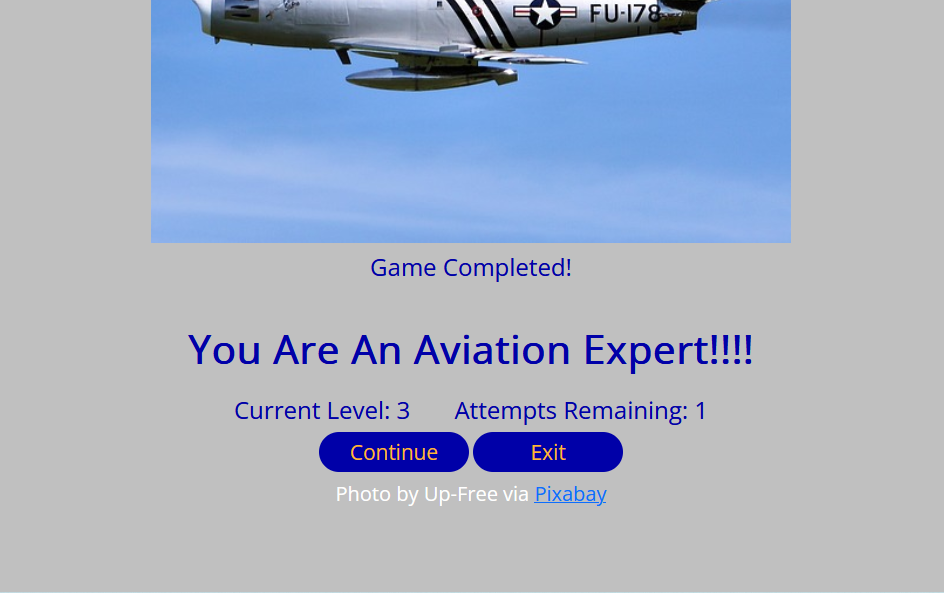 FU-178
Game Completed!
You Are An Aviation Expert!!!!
Current Level: 3 Attempts Remaining: 1
Continue Exit
Photo by Up-Free via Pixabay